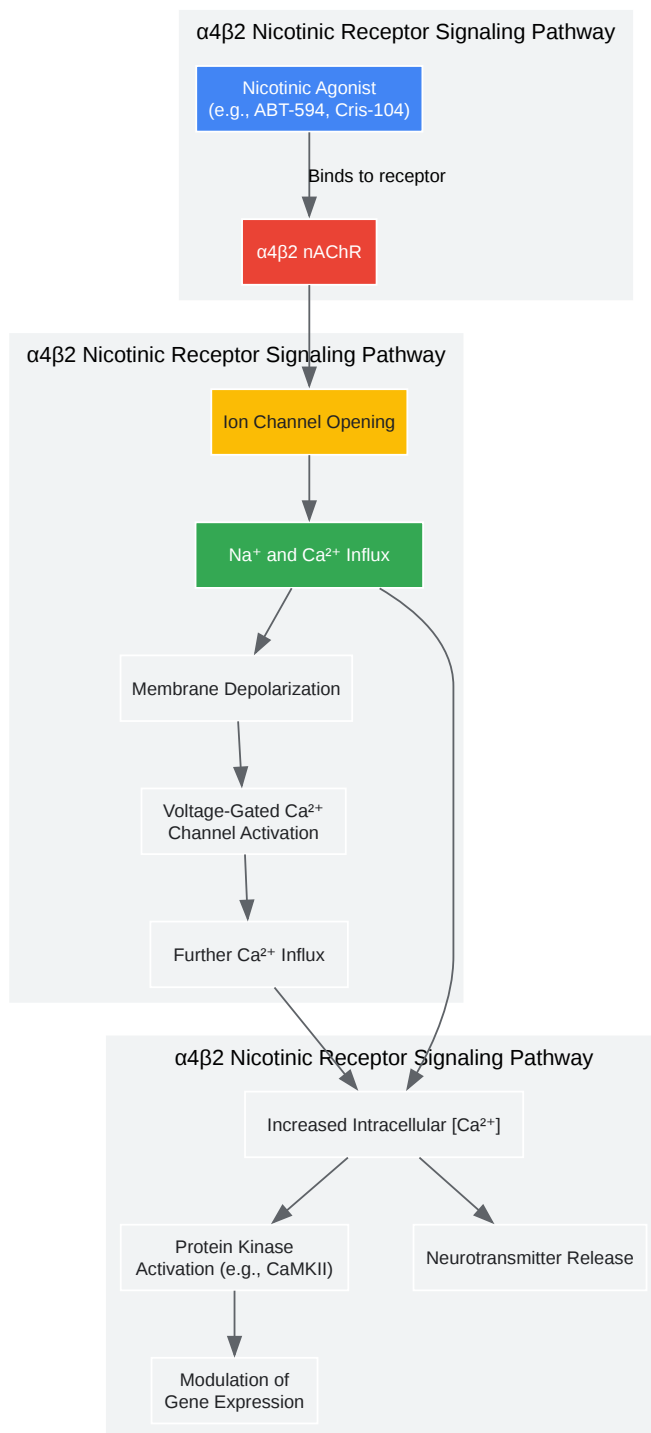 α4β2 Nicotinic Receptor Signaling Pathway
Nicotinic Agonist
(e.g., ABT-594, Cris-104)
Binds to receptor
α4β2 nAChR
α4β2 Nicotinic Receptor Signaling Pathway
Ion Channel Opening
Na⁺ and Ca²⁺ Influx
Membrane Depolarization
Voltage-Gated Ca²⁺
Channel Activation
Further Ca²⁺ Influx
α4β2 Nicotinic Receptor Signaling Pathway
Increased Intracellular [Ca²⁺]
Protein Kinase
Activation (e.g., CaMKII)
Neurotransmitter Release
Modulation of
Gene Expression